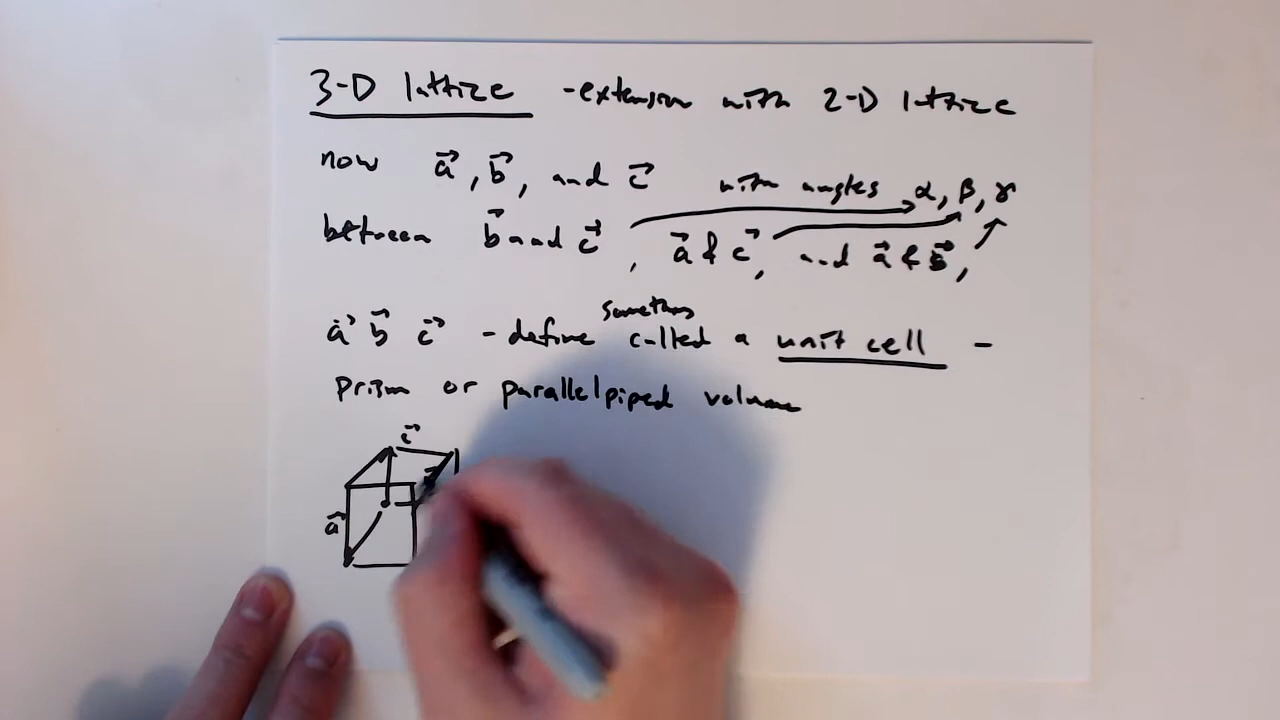 3-D lattice - extension with 2-D lattice
now a⃗, b⃗, and c⃗ with angles α, β, γ
between b⃗ and c⃗, a⃗ & c⃗, and a⃗ & b⃗,
something
a⃗ b⃗ c⃗ - define called a unit cell -
prism or parallelpiped volume
c⃗
a⃗